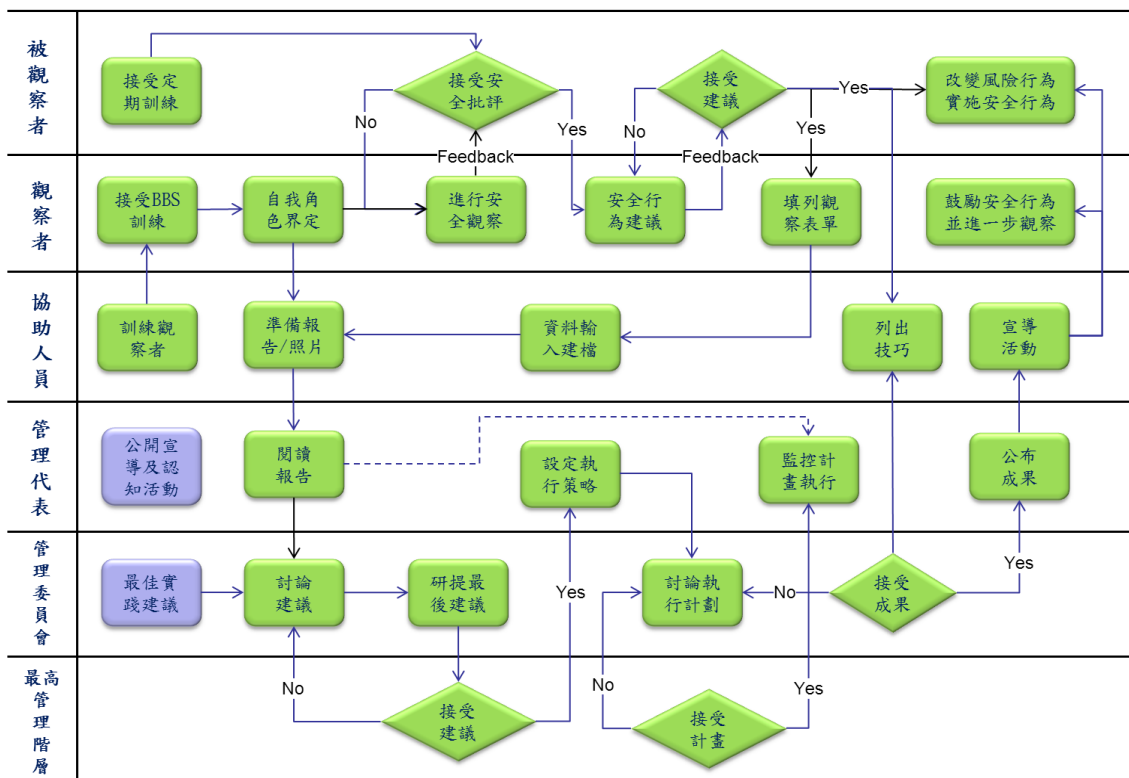 被
觀
察
者
接受定
期訓練
接受安
全批評
No
Yes
接受
建議
No
Yes
Yes
改變風險行為
實施安全行為
Feedback
Feedback
觀
察
者
接受BBS
訓練
自我角
色界定
進行安
全觀察
安全行
為建議
填列觀
察表單
鼓勵安全行為
並進一步觀察
協
助
人
員
訓練觀
察者
準備報
告/照片
資料輸
入建檔
列出
技巧
宣導
活動
管
理
代
表
公開宣
導及認
知活動
閱讀
報告
設定執
行策略
監控計
畫執行
公布
成果
管
理
委
員
會
最佳實
踐建議
討論
建議
研提最
後建議
Yes
討論執
行計劃
No
接受
成果
Yes
最高
管
理
階
層
No
接受
建議
No
接受
計畫
Yes